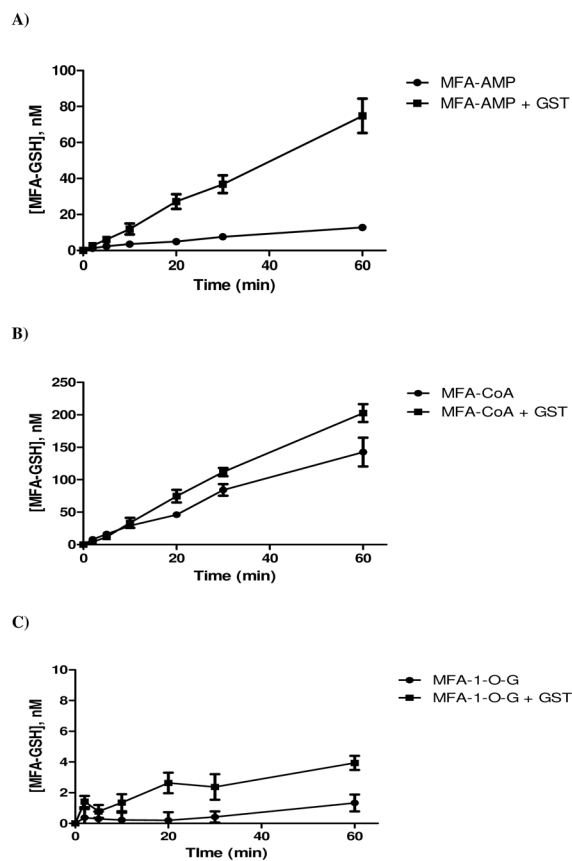 A)
[MFA-GSH], nM
100
80
60
40
20
0
0 20 40 60
Time (min)
MFA-AMP
MFA-AMP + GST
B)
[MFA-GSH], nM
250
200
150
100
50
0
0 20 40 60
Time (min)
MFA-CoA
MFA-CoA + GST
C)
[MFA-GSH], nM
10
8
6
4
2
0
0 20 40 60
TIme (min)
MFA-1-O-G
MFA-1-O-G + GST